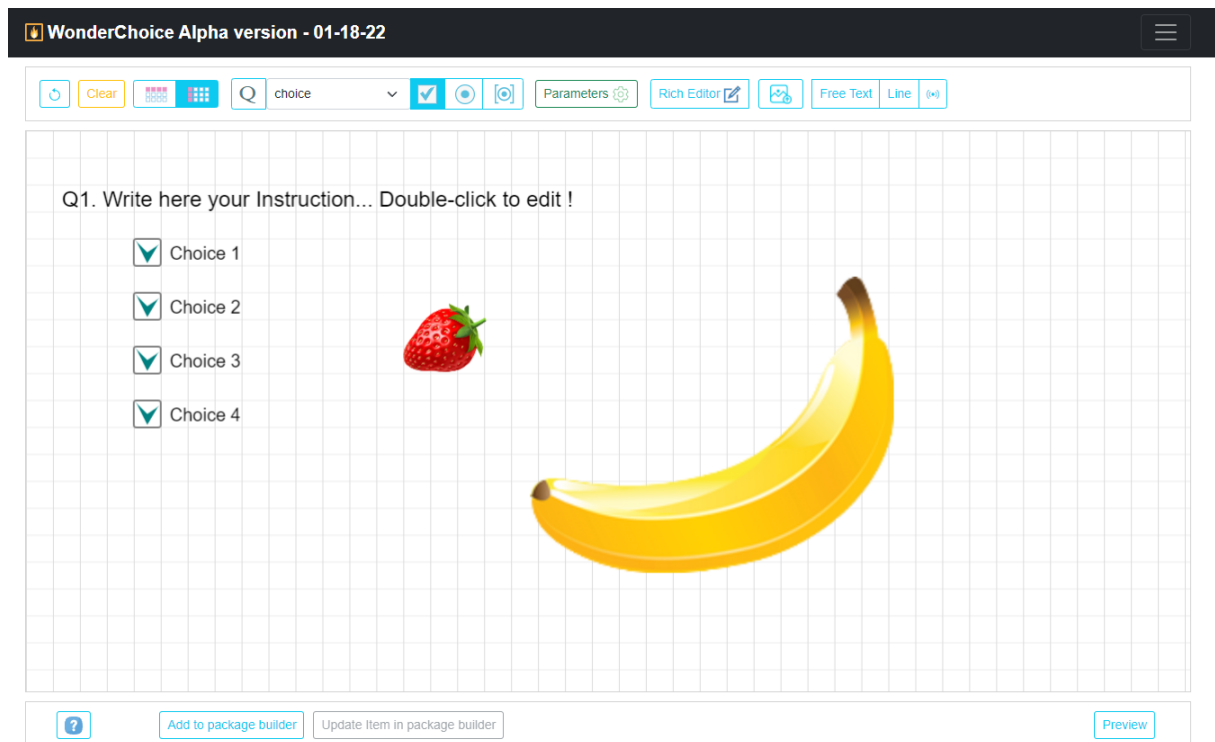 WonderChoice Alpha version - 01-18-22
Clear Q choice Parameters Rich Editor Free Text Line
Q1. Write here your Instruction... Double-click to edit !
Choice 1
Choice 2
Choice 3
Choice 4
? Add to package builder Update Item in package builder Preview